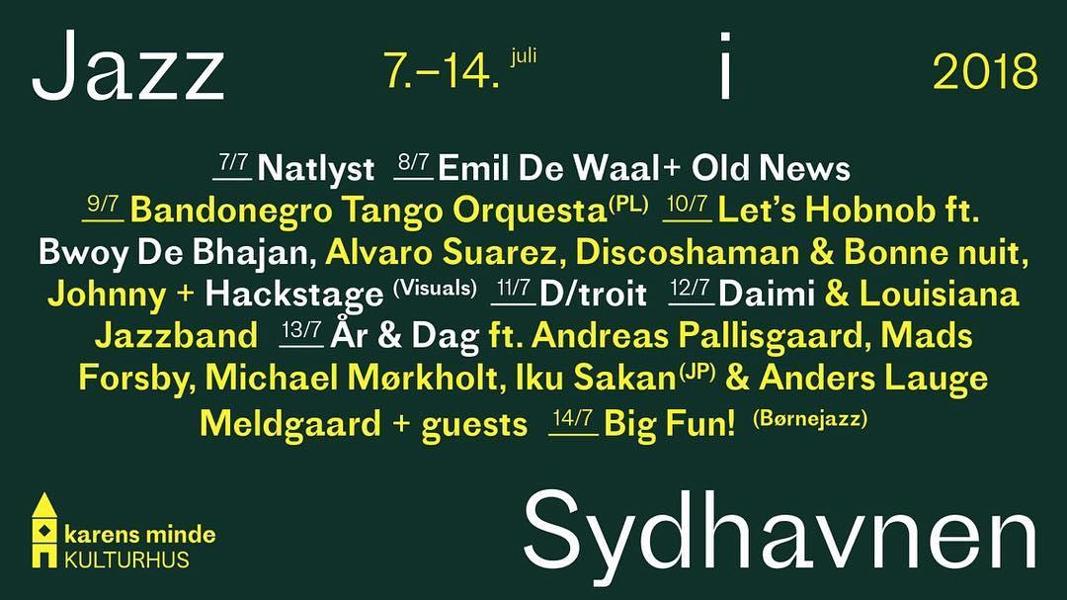 Jazz 7.–14. juli i 2018
7/7 Natlyst 8/7 Emil De Waal+ Old News
9/7 Bandonegro Tango Orquesta(PL) 10/7 Let's Hobnob ft.
Bwoy De Bhajan, Alvaro Suarez, Discoshaman & Bonne nuit,
Johnny + Hackstage (Visuals) 11/7 D/troit 12/7 Daimi & Louisiana
Jazzband 13/7 År & Dag ft. Andreas Pallisgaard, Mads
Forsby, Michael Mørkholt, Iku Sakan(JP) & Anders Lauge
Meldgaard + guests 14/7 Big Fun! (Børnejazz)
karens minde
KULTURHUS
Sydhavnen